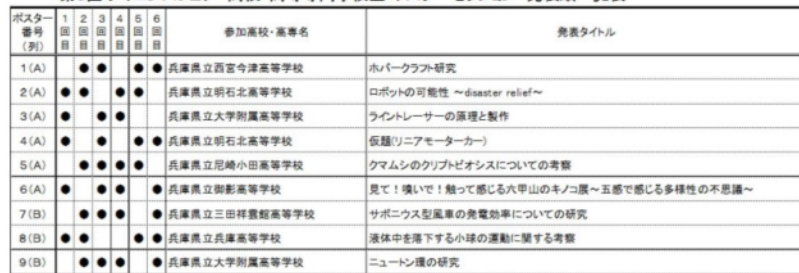 ポスター番号(列) 1回目 2回目 3回目 4回目 5回目 6回目 参加高校・高専名 発表タイトル
1(A) ● ● ● ● 兵庫県立西宮今津高等学校 ホバークラフト研究
2(A) ● ● ● ● 兵庫県立明石北高等学校 ロボットの可能性 ~disaster relief~
3(A) ● ● ● 兵庫県立大学附属高等学校 ライントレーサーの原理と製作
4(A) ● ● ● ● 兵庫県立明石北高等学校 仮題(リニアモーターカー)
5(A) ● ● ● ● 兵庫県立尼崎小田高等学校 クマムシのクリプトビオシスについての考察
6(A) ● ● ● ● 兵庫県立御影高等学校 見て!嗅いで!触って感じる六甲山のキノコ展~五感で感じる多様性の不思議~
7(B) ● ● ● ● 兵庫県立三田祥雲館高等学校 サボニウス型風車の発電効率についての研究
8(B) ● ● ● ● 兵庫県立兵庫高等学校 液体中を落下する小球の運動に関する考察
9(B) ● ● ● ● 兵庫県立大学附属高等学校 ニュートン環の研究